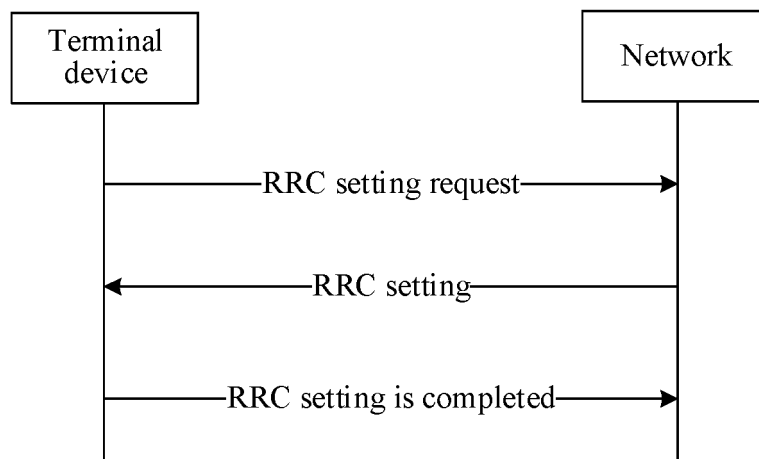 Terminal
device
Network
RRC setting request
RRC setting
RRC setting is completed